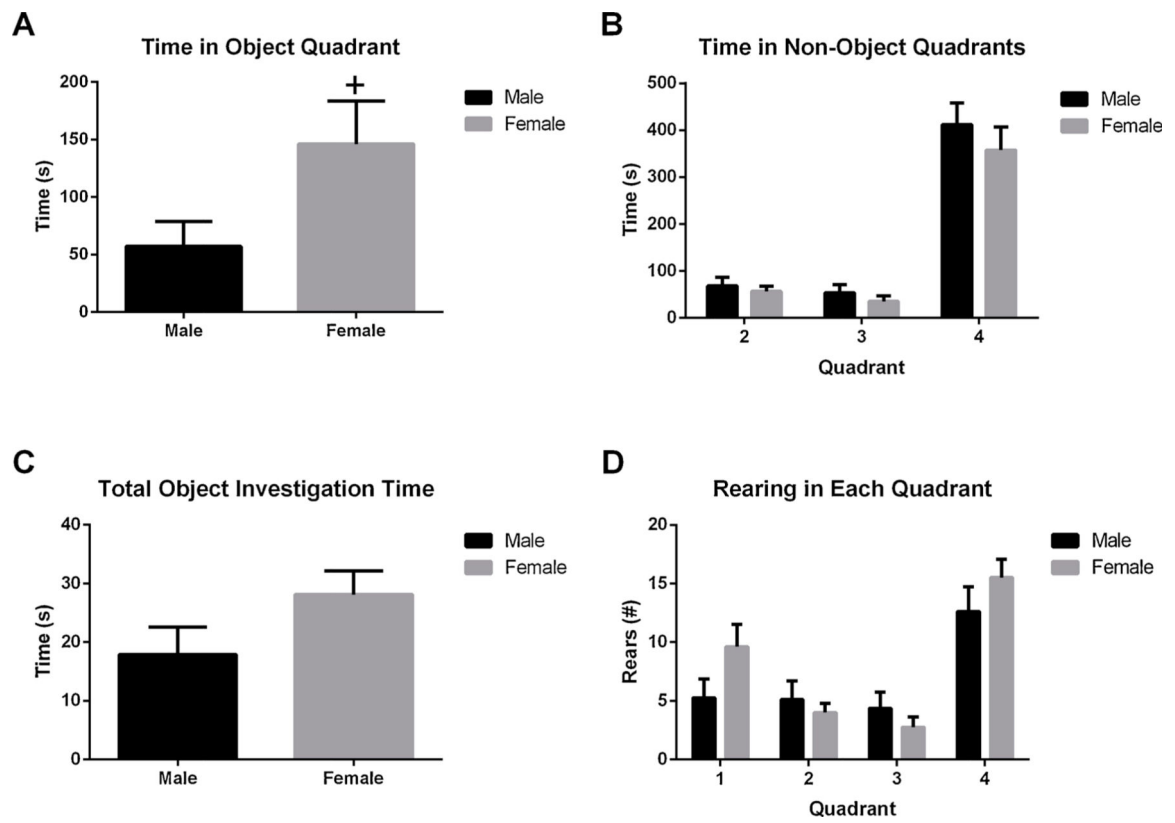 A
Time in Object Quadrant
200
150
100
50
0
Time (s)
+
Male
Female
Male
Female
B
Time in Non-Object Quadrants
500
400
300
200
100
0
Time (s)
2
3
4
Quadrant
Male
Female
C
Total Object Investigation Time
40
30
20
10
0
Time (s)
Male
Female
Male
Female
D
Rearing in Each Quadrant
20
15
10
5
0
Rears (#)
1
2
3
4
Quadrant
Male
Female